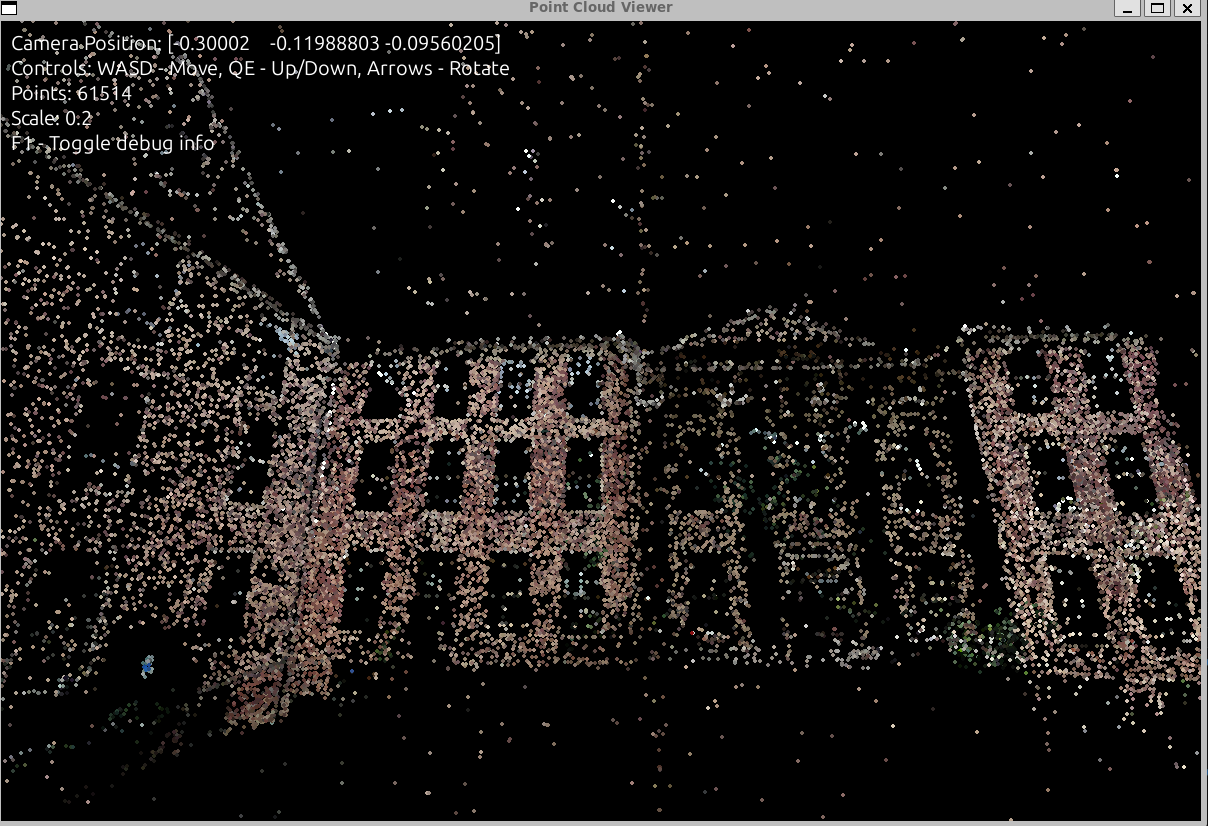 Point Cloud Viewer
Camera Position: [-0.30002    -0.11988803 -0.09560205]
Controls: WASD - Move, QE - Up/Down, Arrows - Rotate
Points: 61514
Scale: 0.2
F1 - Toggle debug info